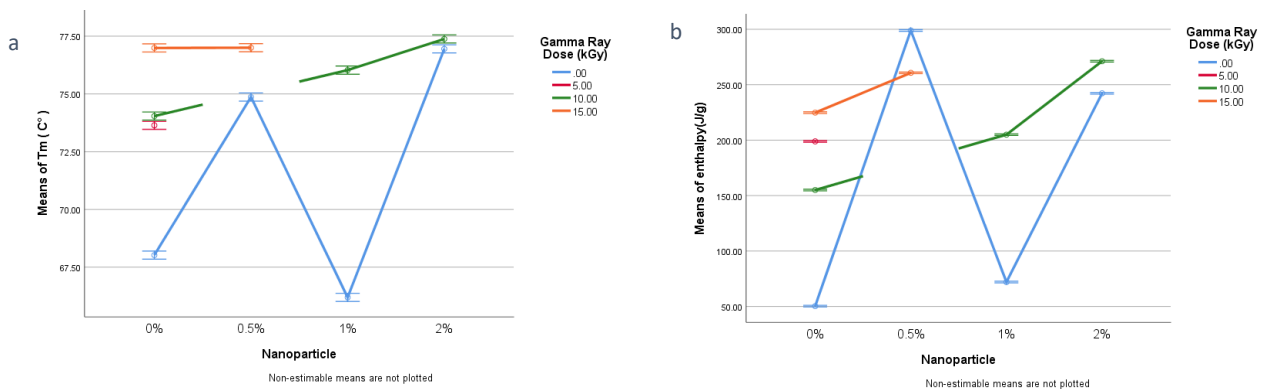 a
77.50
75.00
72.50
70.00
67.50
Means of Tm ( C°)
0%
0.5%
1%
2%
Nanoparticle
Non-estimable means are not plotted
Gamma Ray
Dose (kGy)
.00
5.00
10.00
15.00
b
300.00
250.00
200.00
150.00
100.00
50.00
Means of enthalpy(J/g)
0%
0.5%
1%
2%
Nanoparticle
Non-estimable means are not plotted
Gamma Ray
Dose (kGy)
.00
5.00
10.00
15.00